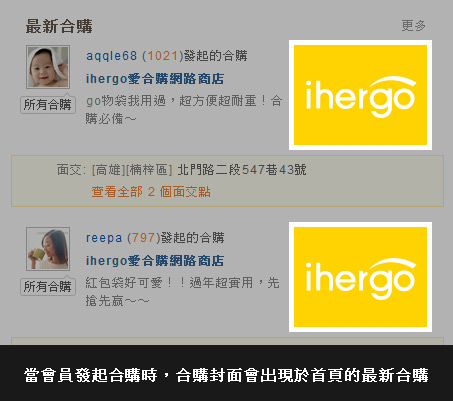 最新合購
更多
aqqle68 (1021)發起的合購
ihergo愛合購網路商店
所有合購
go物袋我用過，超方便超耐重！合
購必備～
ihergo
面交: [高雄][楠梓區] 北門路二段547巷43號
查看全部 2 個面交點
reepa (797)發起的合購
ihergo愛合購網路商店
所有合購
紅包袋好可愛！！過年超實用，先
搶先贏～～
ihergo
當會員發起合購時，合購封面會出現於首頁的最新合購